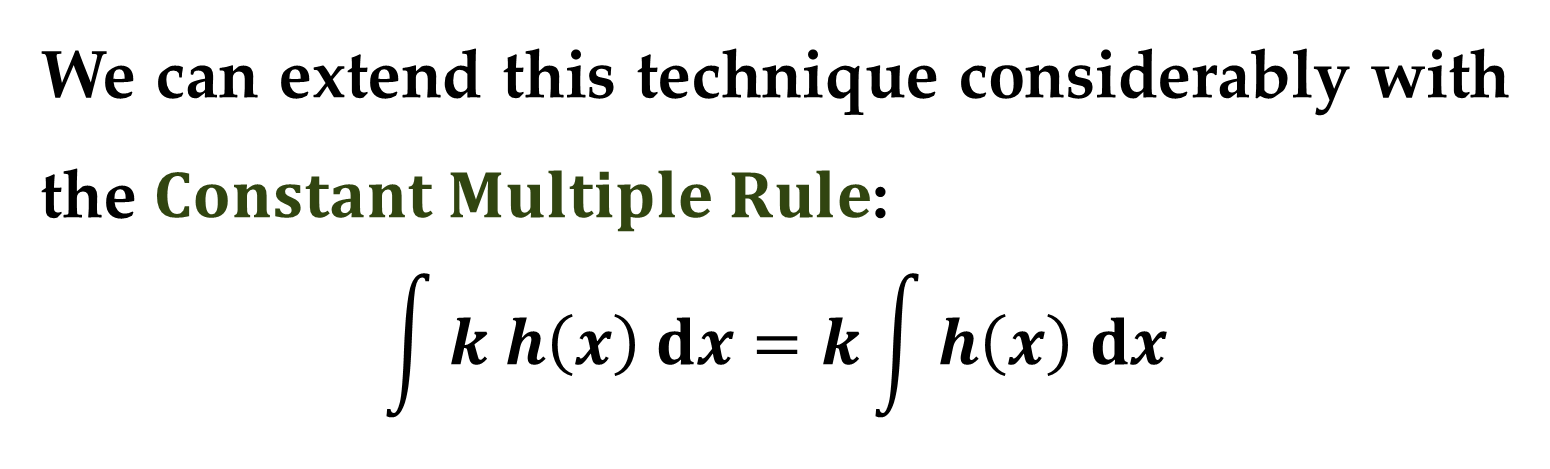 We can extend this technique considerably with
the Constant Multiple Rule:
∫ k h(x) dx = k ∫ h(x) dx